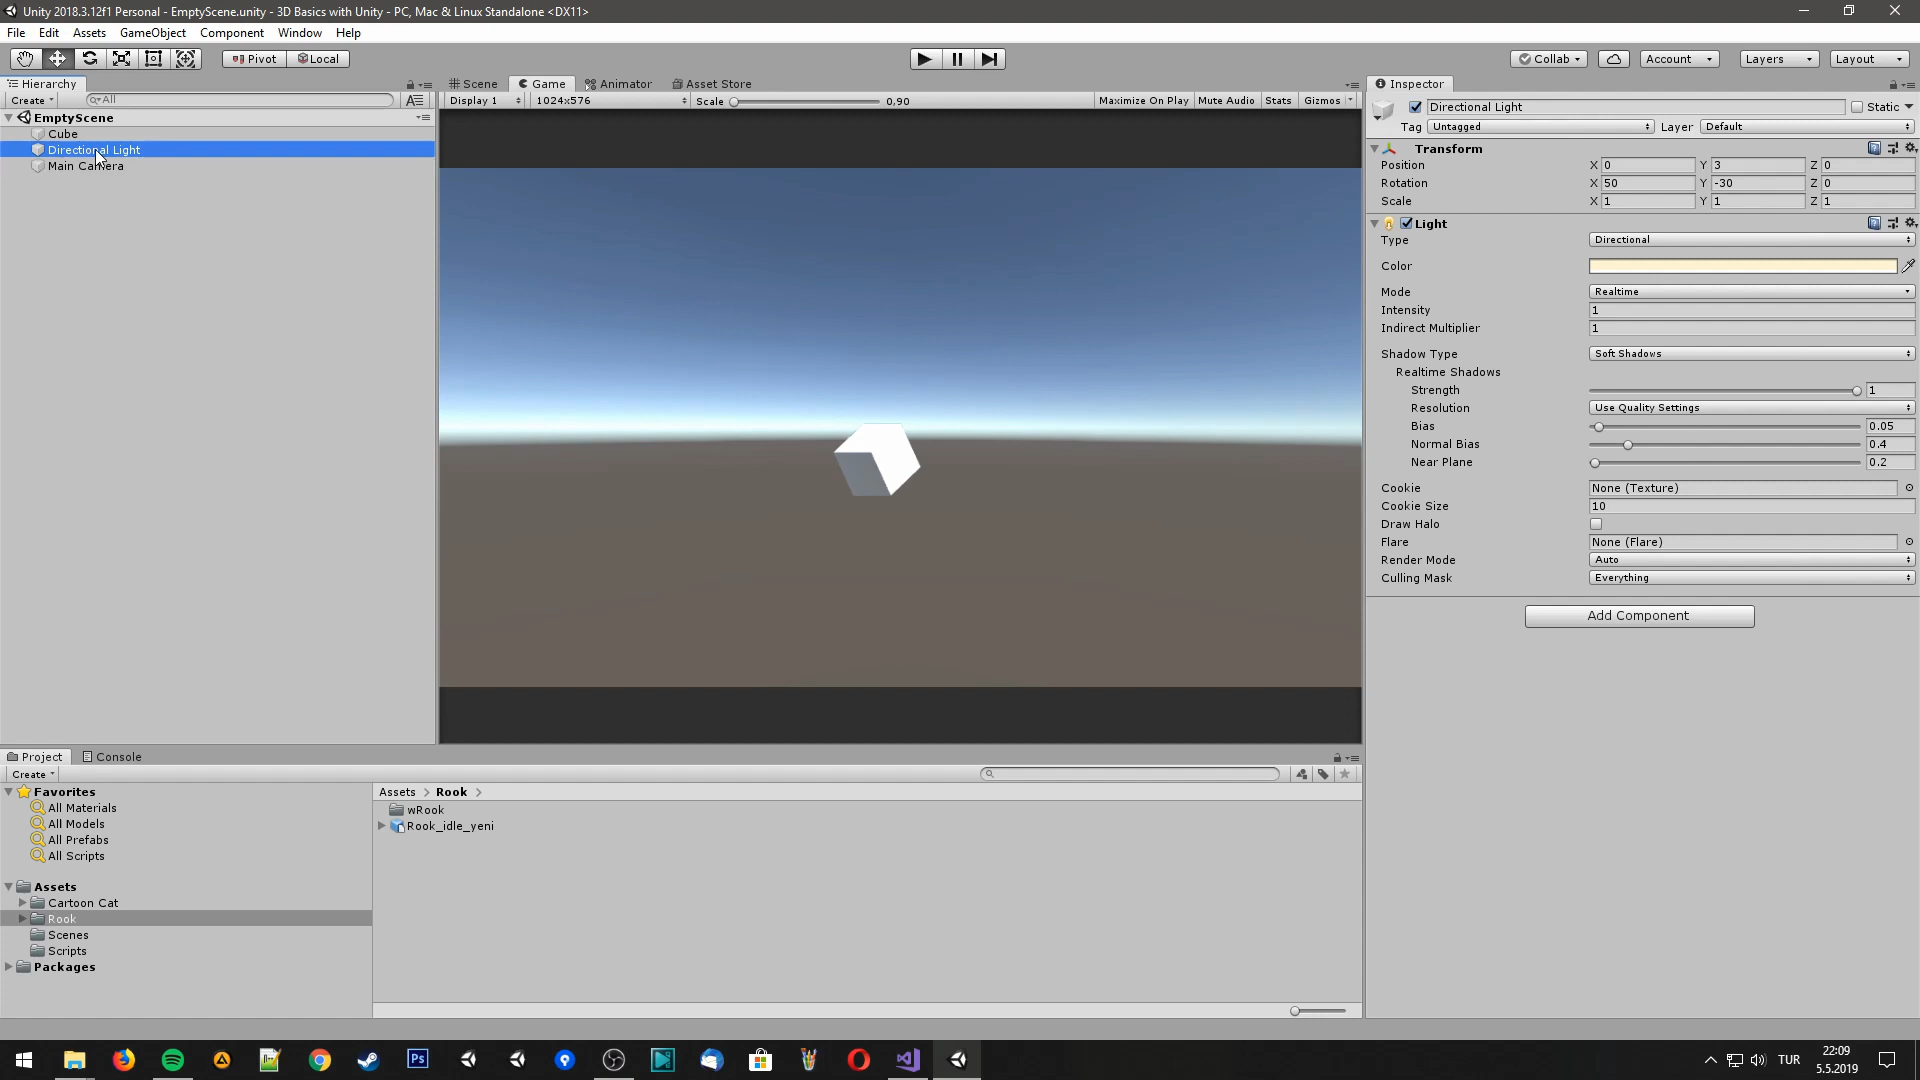 Unity 2018.3.12f1 Personal - EmptyScene.unity - 3D Basics with Unity - PC, Mac & Linux Standalone <DX11>
File Edit Assets GameObject Component Window Help
Pivot Local Collab Account Layers Layout
Hierarchy
Create All
EmptyScene
Cube
Directional Light
Main Camera
Scene Game Animator Asset Store
Display 1 1024x576 Scale 0,90 Maximize On Play Mute Audio Stats Gizmos
Inspector
Directional Light Static
Tag Untagged Layer Default
Transform
Position X 0 Y 3 Z 0
Rotation X 50 Y -30 Z 0
Scale X 1 Y 1 Z 1
Light
Type Directional
Color
Mode Realtime
Intensity 1
Indirect Multiplier 1
Shadow Type Soft Shadows
Realtime Shadows
Strength 1
Resolution Use Quality Settings
Bias 0.05
Normal Bias 0.4
Near Plane 0.2
Cookie None (Texture)
Cookie Size 10
Draw Halo
Flare None (Flare)
Render Mode Auto
Culling Mask Everything
Add Component
Project Console
Create
Favorites
All Materials
All Models
All Prefabs
All Scripts
Assets
Cartoon Cat
Rook
Scenes
Scripts
Packages
Assets > Rook >
wRook
Rook_idle_yeni
Ps
TUR
22:09
5.5.2019